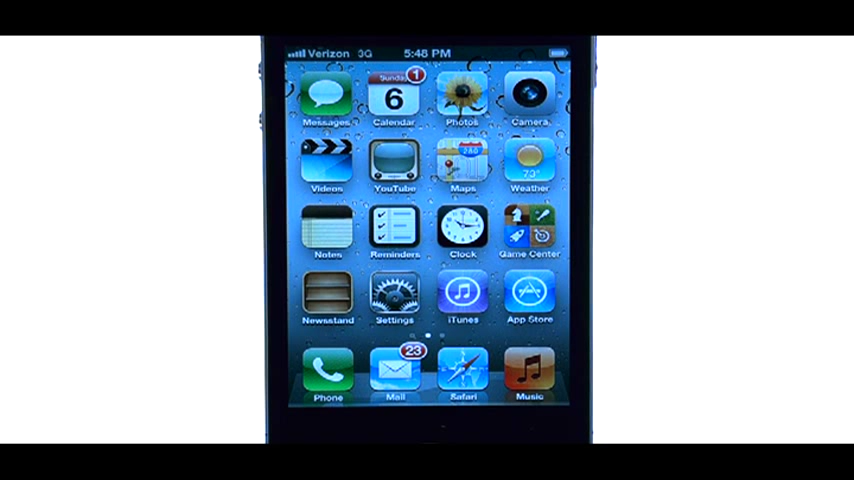 Verizon 3G 5:48 PM
Sunday 1
6
Messages Calendar Photos Camera
280
73°
Videos YouTube Maps Weather
Notes Reminders Clock Game Center
Newsstand Settings iTunes App Store
23
Phone Mail Safari Music